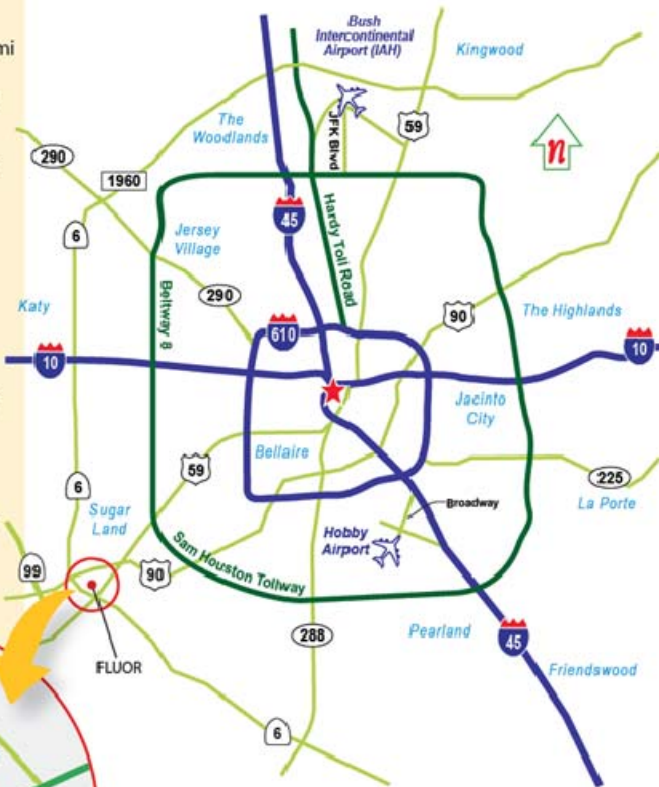 mi
Bush
Intercontinental
Airport (IAH)
Kingwood
The
Woodlands
JFK Blvd
59
n
290
1960
6
45
Jersey
Village
Hardy Toll Road
290
Beltway 8
90
The Highlands
Katy
610
10
10
Jacinto
City
Bellaire
59
225
6
Broadway
La Porte
Sugar
Land
Hobby
Airport
99
90
Sam Houston Tollway
288
Pearland
45
FLUOR
Friendswood
6